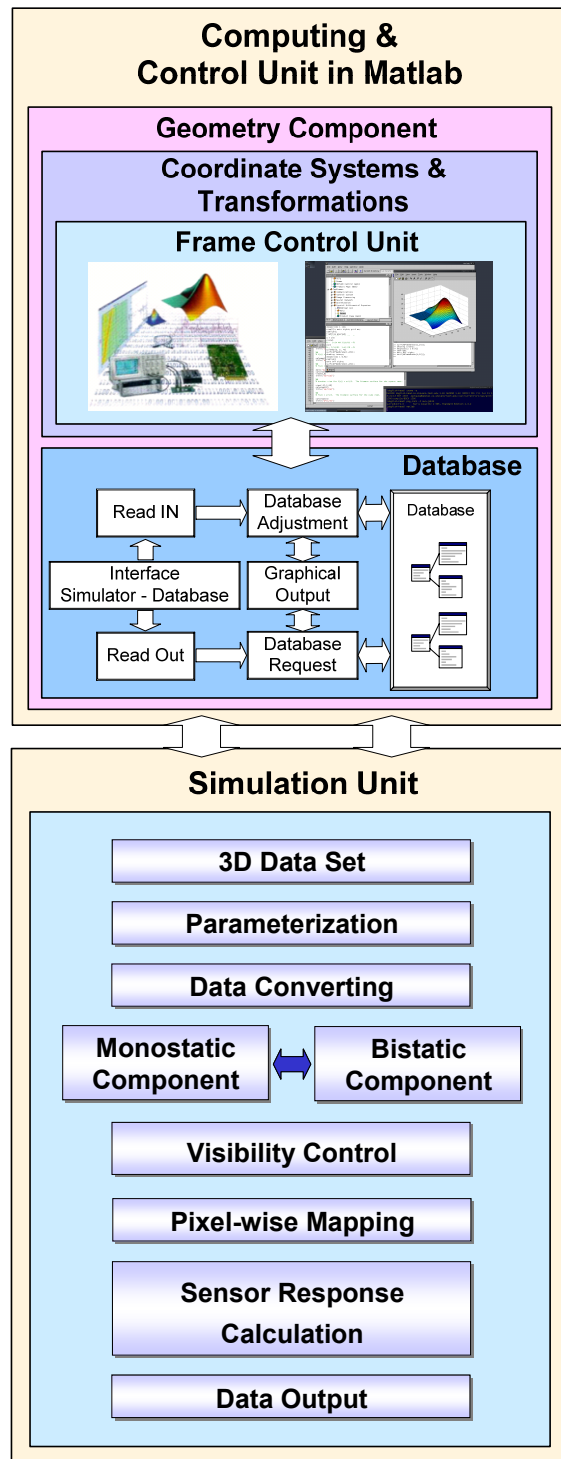 Computing &
Control Unit in Matlab
Geometry Component
Coordinate Systems &
Transformations
Frame Control Unit
Database
Read IN
Database
Adjustment
Database
Interface
Simulator - Database
Graphical
Output
Read Out
Database
Request
Simulation Unit
3D Data Set
Parameterization
Data Converting
Monostatic
Component
Bistatic
Component
Visibility Control
Pixel-wise Mapping
Sensor Response
Calculation
Data Output